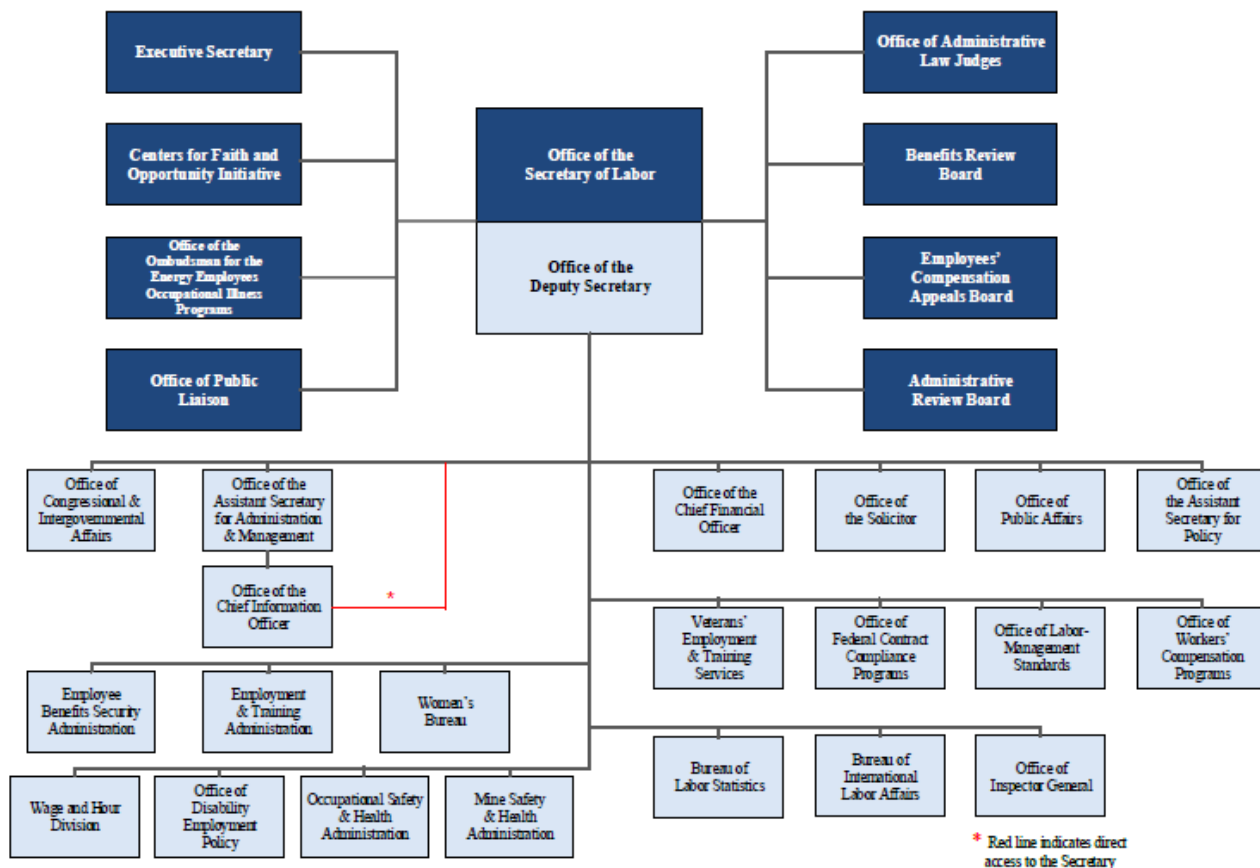 Executive Secretary
Office of Administrative
Law Judges
Centers for Faith and
Opportunity Initiative
Office of the
Secretary of Labor
Benefits Review
Board
Office of the
Ombudsman for the
Energy Employees
Occupational Illness
Programs
Office of the
Deputy Secretary
Employees’
Compensation
Appeals Board
Office of Public
Liaison
Administrative
Review Board
Office of
Congressional &
Intergovernmental
Affairs
Office of the
Assistant Secretary
for Administration
& Management
Office of the
Chief Financial
Officer
Office of
the Solicitor
Office of
Public Affairs
Office of
the Assistant
Secretary for
Policy
Office of the
Chief Information
Officer
*
Veterans’
Employment
& Training
Services
Office of
Federal Contract
Compliance
Programs
Office of Labor-
Management
Standards
Office of
Workers’
Compensation
Programs
Employee
Benefits Security
Administration
Employment
& Training
Administration
Women’s
Bureau
Bureau of
Labor Statistics
Bureau of
International
Labor Affairs
Office of
Inspector General
Wage and Hour
Division
Office of
Disability
Employment
Policy
Occupational Safety
& Health
Administration
Mine Safety
& Health
Administration
* Red line indicates direct
access to the Secretary